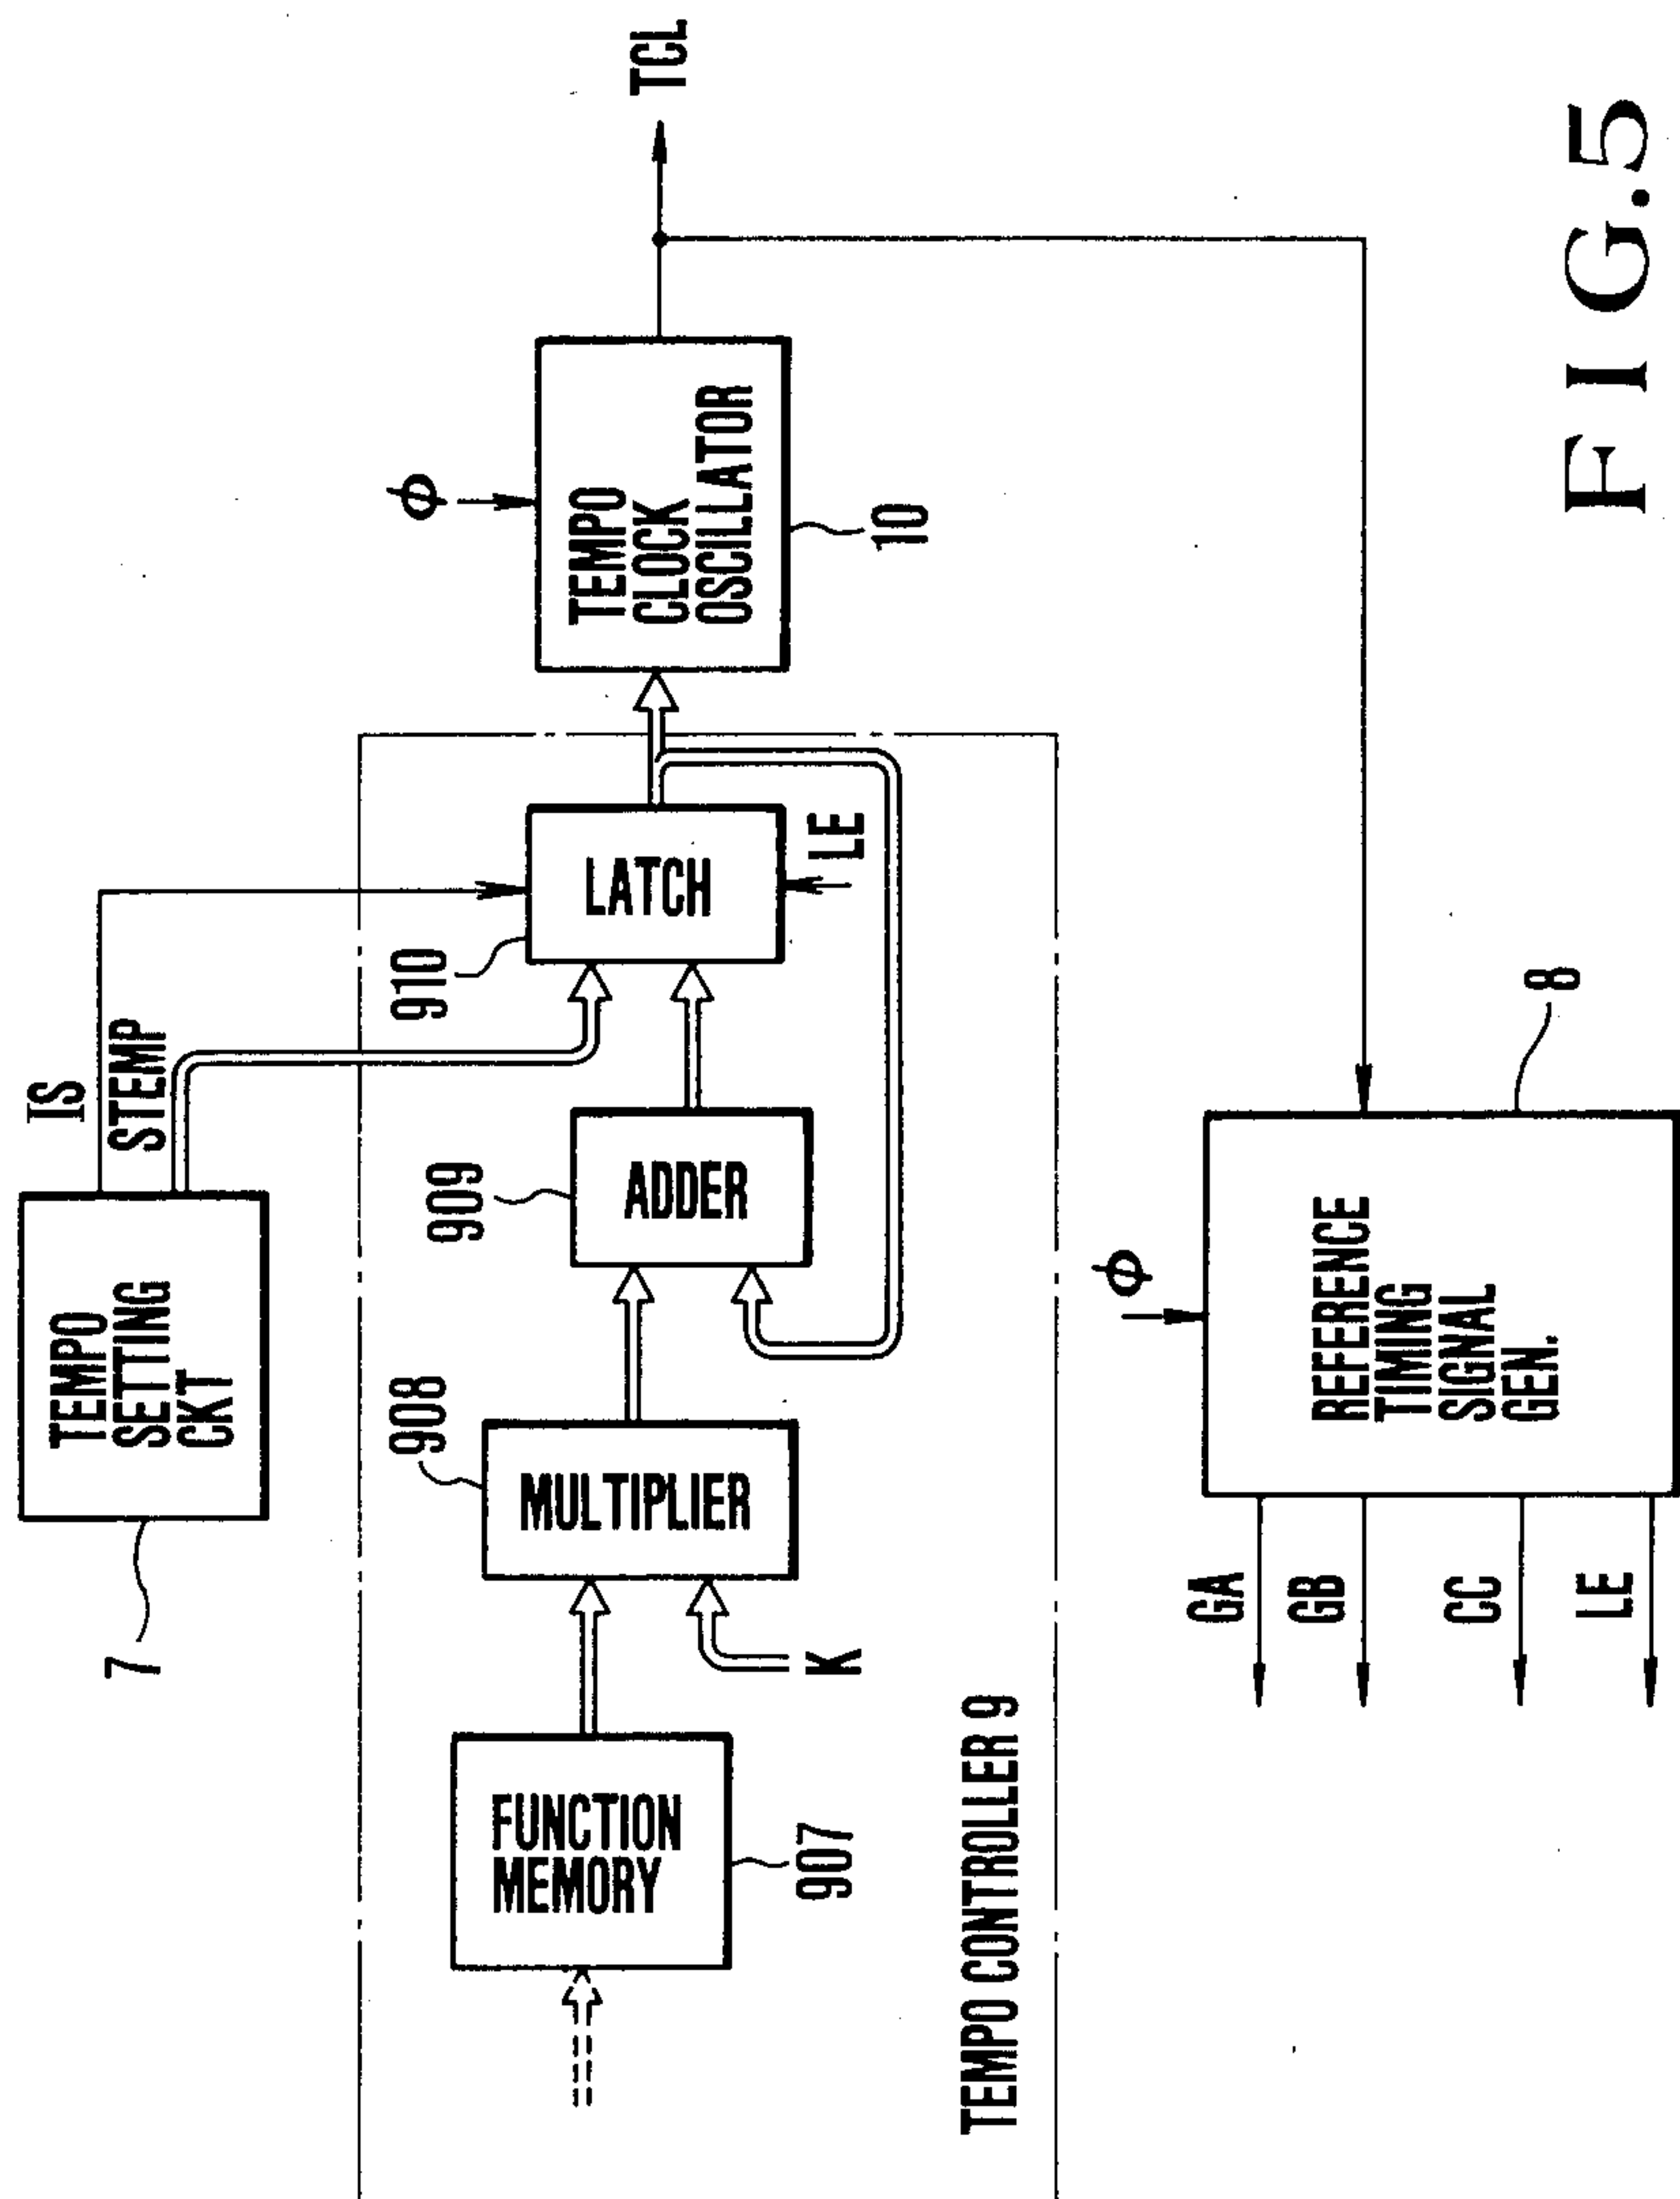 TEMPO
SETTING
CKT
7
IS
STEMP
FUNCTION
MEMORY
907
MULTIPLIER
908
K
ADDER
909
LATCH
910
LE
TEMPO CONTROLLER 9
TEMPO
CLOCK
OSCILLATOR
10
Φ
TCL
REFERENCE
TIMING
SIGNAL
GEN.
8
Φ
GA
GB
CC
LE
FIG.5